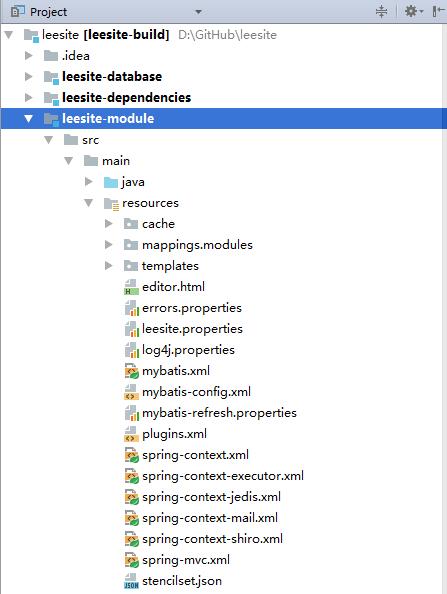 Project
leesite [leesite-build] D:\GitHub\leesite
.idea
leesite-database
leesite-dependencies
leesite-module
src
main
java
resources
cache
mappings.modules
templates
editor.html
errors.properties
leesite.properties
log4j.properties
mybatis.xml
mybatis-config.xml
mybatis-refresh.properties
plugins.xml
spring-context.xml
spring-context-executor.xml
spring-context-jedis.xml
spring-context-mail.xml
spring-context-shiro.xml
spring-mvc.xml
stencilset.json